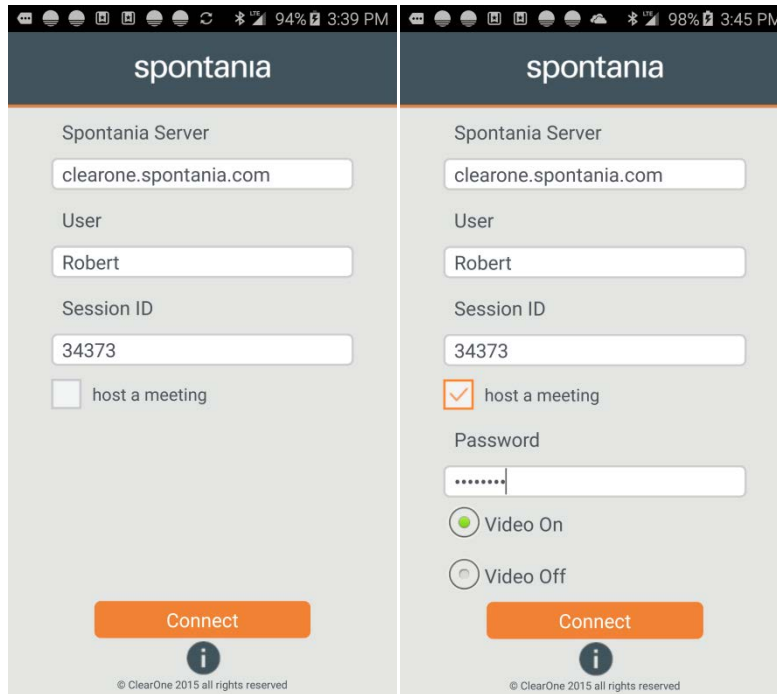 LTE 94% 3:39 PM
spontania
Spontania Server
clearone.spontania.com
User
Robert
Session ID
34373
host a meeting
Connect
i
© ClearOne 2015 all rights reserved
LTE 98% 3:45 PM
spontania
Spontania Server
clearone.spontania.com
User
Robert
Session ID
34373
host a meeting
Password
••••••••
Video On
Video Off
Connect
i
© ClearOne 2015 all rights reserved